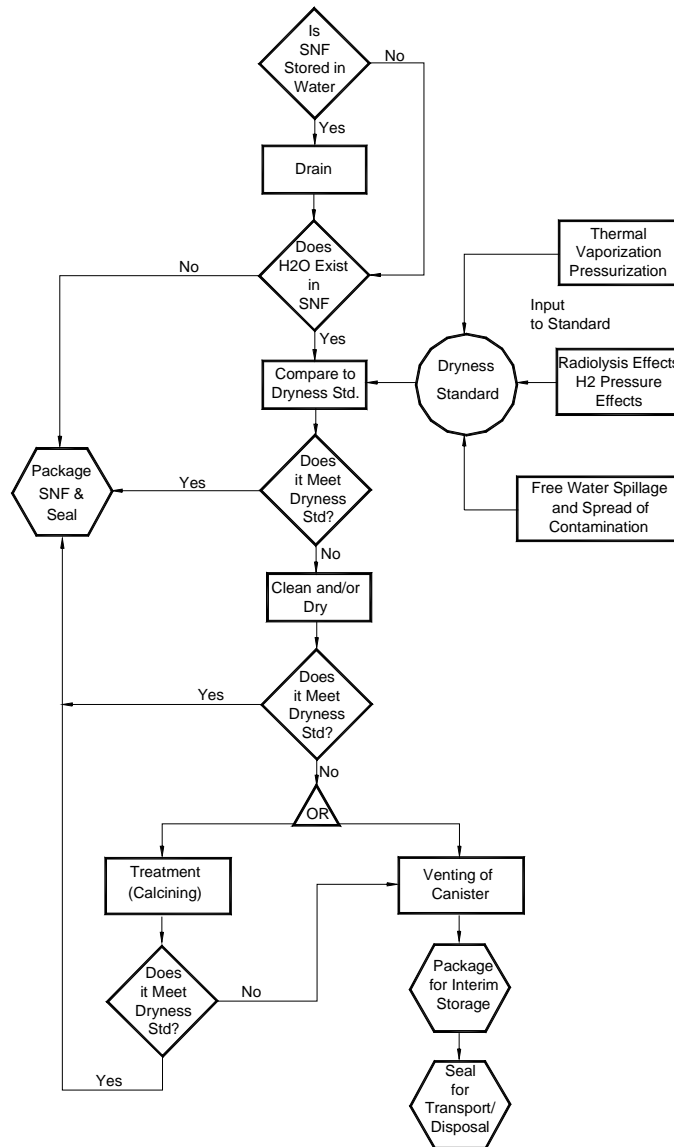 Is
SNF
Stored in
Water
No
Yes
Drain
Does
H2O Exist
in
SNF
No
Yes
Thermal
Vaporization
Pressurization
Input
to Standard
Compare to
Dryness Std.
Dryness
Standard
Radiolysis Effects
H2 Pressure
Effects
Free Water Spillage
and Spread of
Contamination
Package
SNF &
Seal
Yes
Does
it Meet
Dryness
Std?
No
Clean and/or
Dry
Does
it Meet
Dryness
Std?
Yes
No
OR
Treatment
(Calcining)
Venting of
Canister
Does
it Meet
Dryness
Std?
No
Yes
Package
for Interim
Storage
Seal
for
Transport/
Disposal